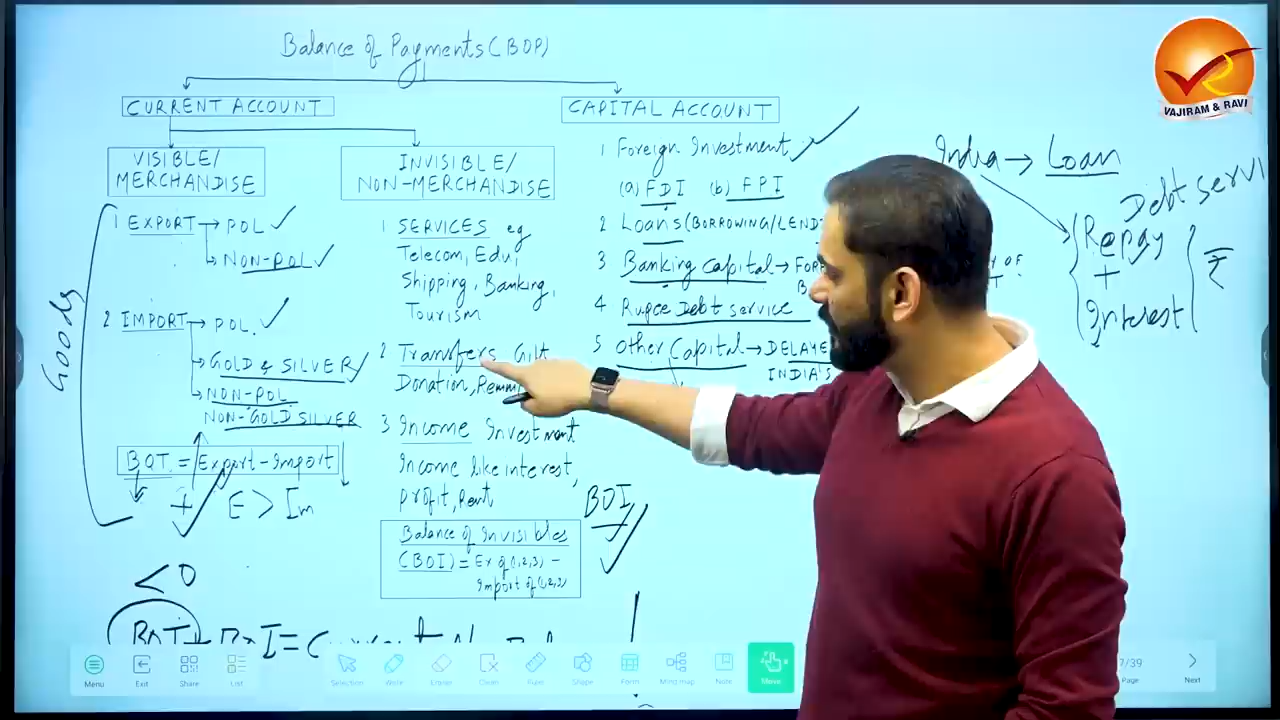 Balance of Payments (BOP)
CURRENT ACCOUNT
VISIBLE/
MERCHANDISE
1 EXPORT → POL ✓
NON-POL ✓
2 IMPORT → POL. ✓
GOLD & SILVER ✓
NON-POL
NON-GOLD SILVER
Goods
BOT = Export-Import
+ E > Im
< 0
INVISIBLE/
NON-MERCHANDISE
1 SERVICES eg
Telecom, Edu,
Shipping, Banking,
Tourism
2 Transfers Gift
Donation,
3 Income Investment
Income like interest,
profit, Rent
Balance of Invisibles
(BOI) = Ex of (1,2,3) -
Import of (1,2,3)
BOI
CAPITAL ACCOUNT
1 Foreign Investment
(a) FDI (b) FPI
2 Loans (BORROWING/LEND
3 Banking Capital →
4 Rupee Debt service
5 Other Capital → DELAYE
INDIA'S
India → Loan
Debt servi
Repay
+
Interest
₹
VAJIRAM & RAVI
Menu
Exit
Share
List
Selection
Write
Eraser
Clean
Ruler
Shape
Form
Mind map
Note
Move
7/39
Page
Next